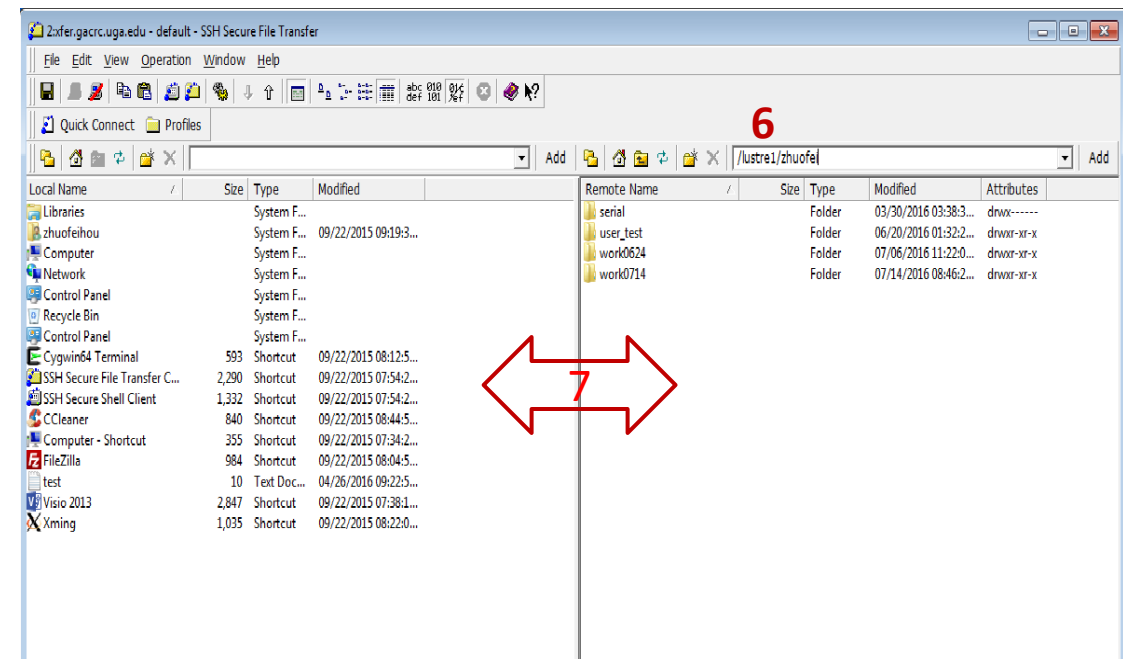 2:xfer.gacrc.uga.edu - default - SSH Secure File Transfer
File Edit View Operation Window Help
abc def 010 101
Quick Connect Profiles
6
Add /lustre1/zhuofei Add
Local Name / Size Type Modified
Libraries System F...
zhuofeihou System F... 09/22/2015 09:19:3...
Computer System F...
Network System F...
Control Panel System F...
Recycle Bin System F...
Control Panel System F...
Cygwin64 Terminal 593 Shortcut 09/22/2015 08:12:5...
SSH Secure File Transfer C... 2,290 Shortcut 09/22/2015 07:54:2...
SSH Secure Shell Client 1,332 Shortcut 09/22/2015 07:54:2...
CCleaner 840 Shortcut 09/22/2015 08:44:5...
Computer - Shortcut 355 Shortcut 09/22/2015 07:34:2...
FileZilla 984 Shortcut 09/22/2015 08:04:5...
test 10 Text Doc... 04/26/2016 09:22:5...
Visio 2013 2,847 Shortcut 09/22/2015 07:38:1...
Xming 1,035 Shortcut 09/22/2015 08:22:0...
7
Remote Name / Size Type Modified Attributes
serial Folder 03/30/2016 03:38:3... drwx------
user_test Folder 06/20/2016 01:32:2... drwxr-xr-x
work0624 Folder 07/06/2016 11:22:0... drwxr-xr-x
work0714 Folder 07/14/2016 08:46:2... drwxr-xr-x